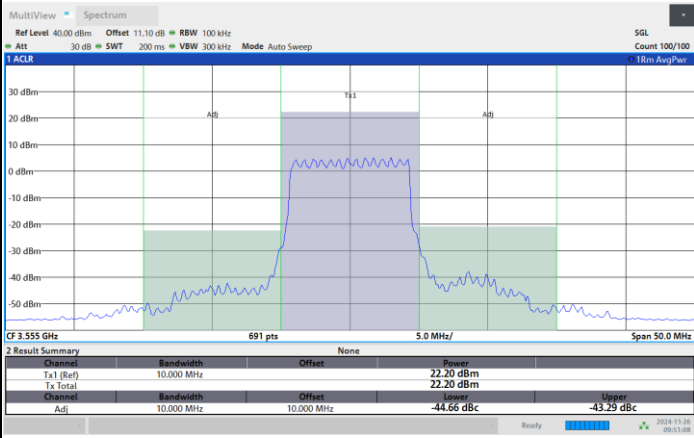 MultiView Spectrum
Ref Level 40.00 dBm Offset 11.10 dB RBW 100 kHz SGL
Att 30 dB SWT 200 ms VBW 300 kHz Mode Auto Sweep Count 100/100
1 ACLR 1Rm AvgPwr
30 dBm
Tx1
20 dBm
Adj Adj
10 dBm
0 dBm
-10 dBm
-20 dBm
-30 dBm
-40 dBm
-50 dBm
CF 3.555 GHz 691 pts 5.0 MHz/ Span 50.0 MHz
2 Result Summary None
Channel Bandwidth Offset Power
Tx1 (Ref) 10.000 MHz 22.20 dBm
Tx Total 22.20 dBm
Channel Bandwidth Offset Lower Upper
Adj 10.000 MHz 10.000 MHz -44.66 dBc -43.29 dBc
Ready 2024-11-26
09:51:08